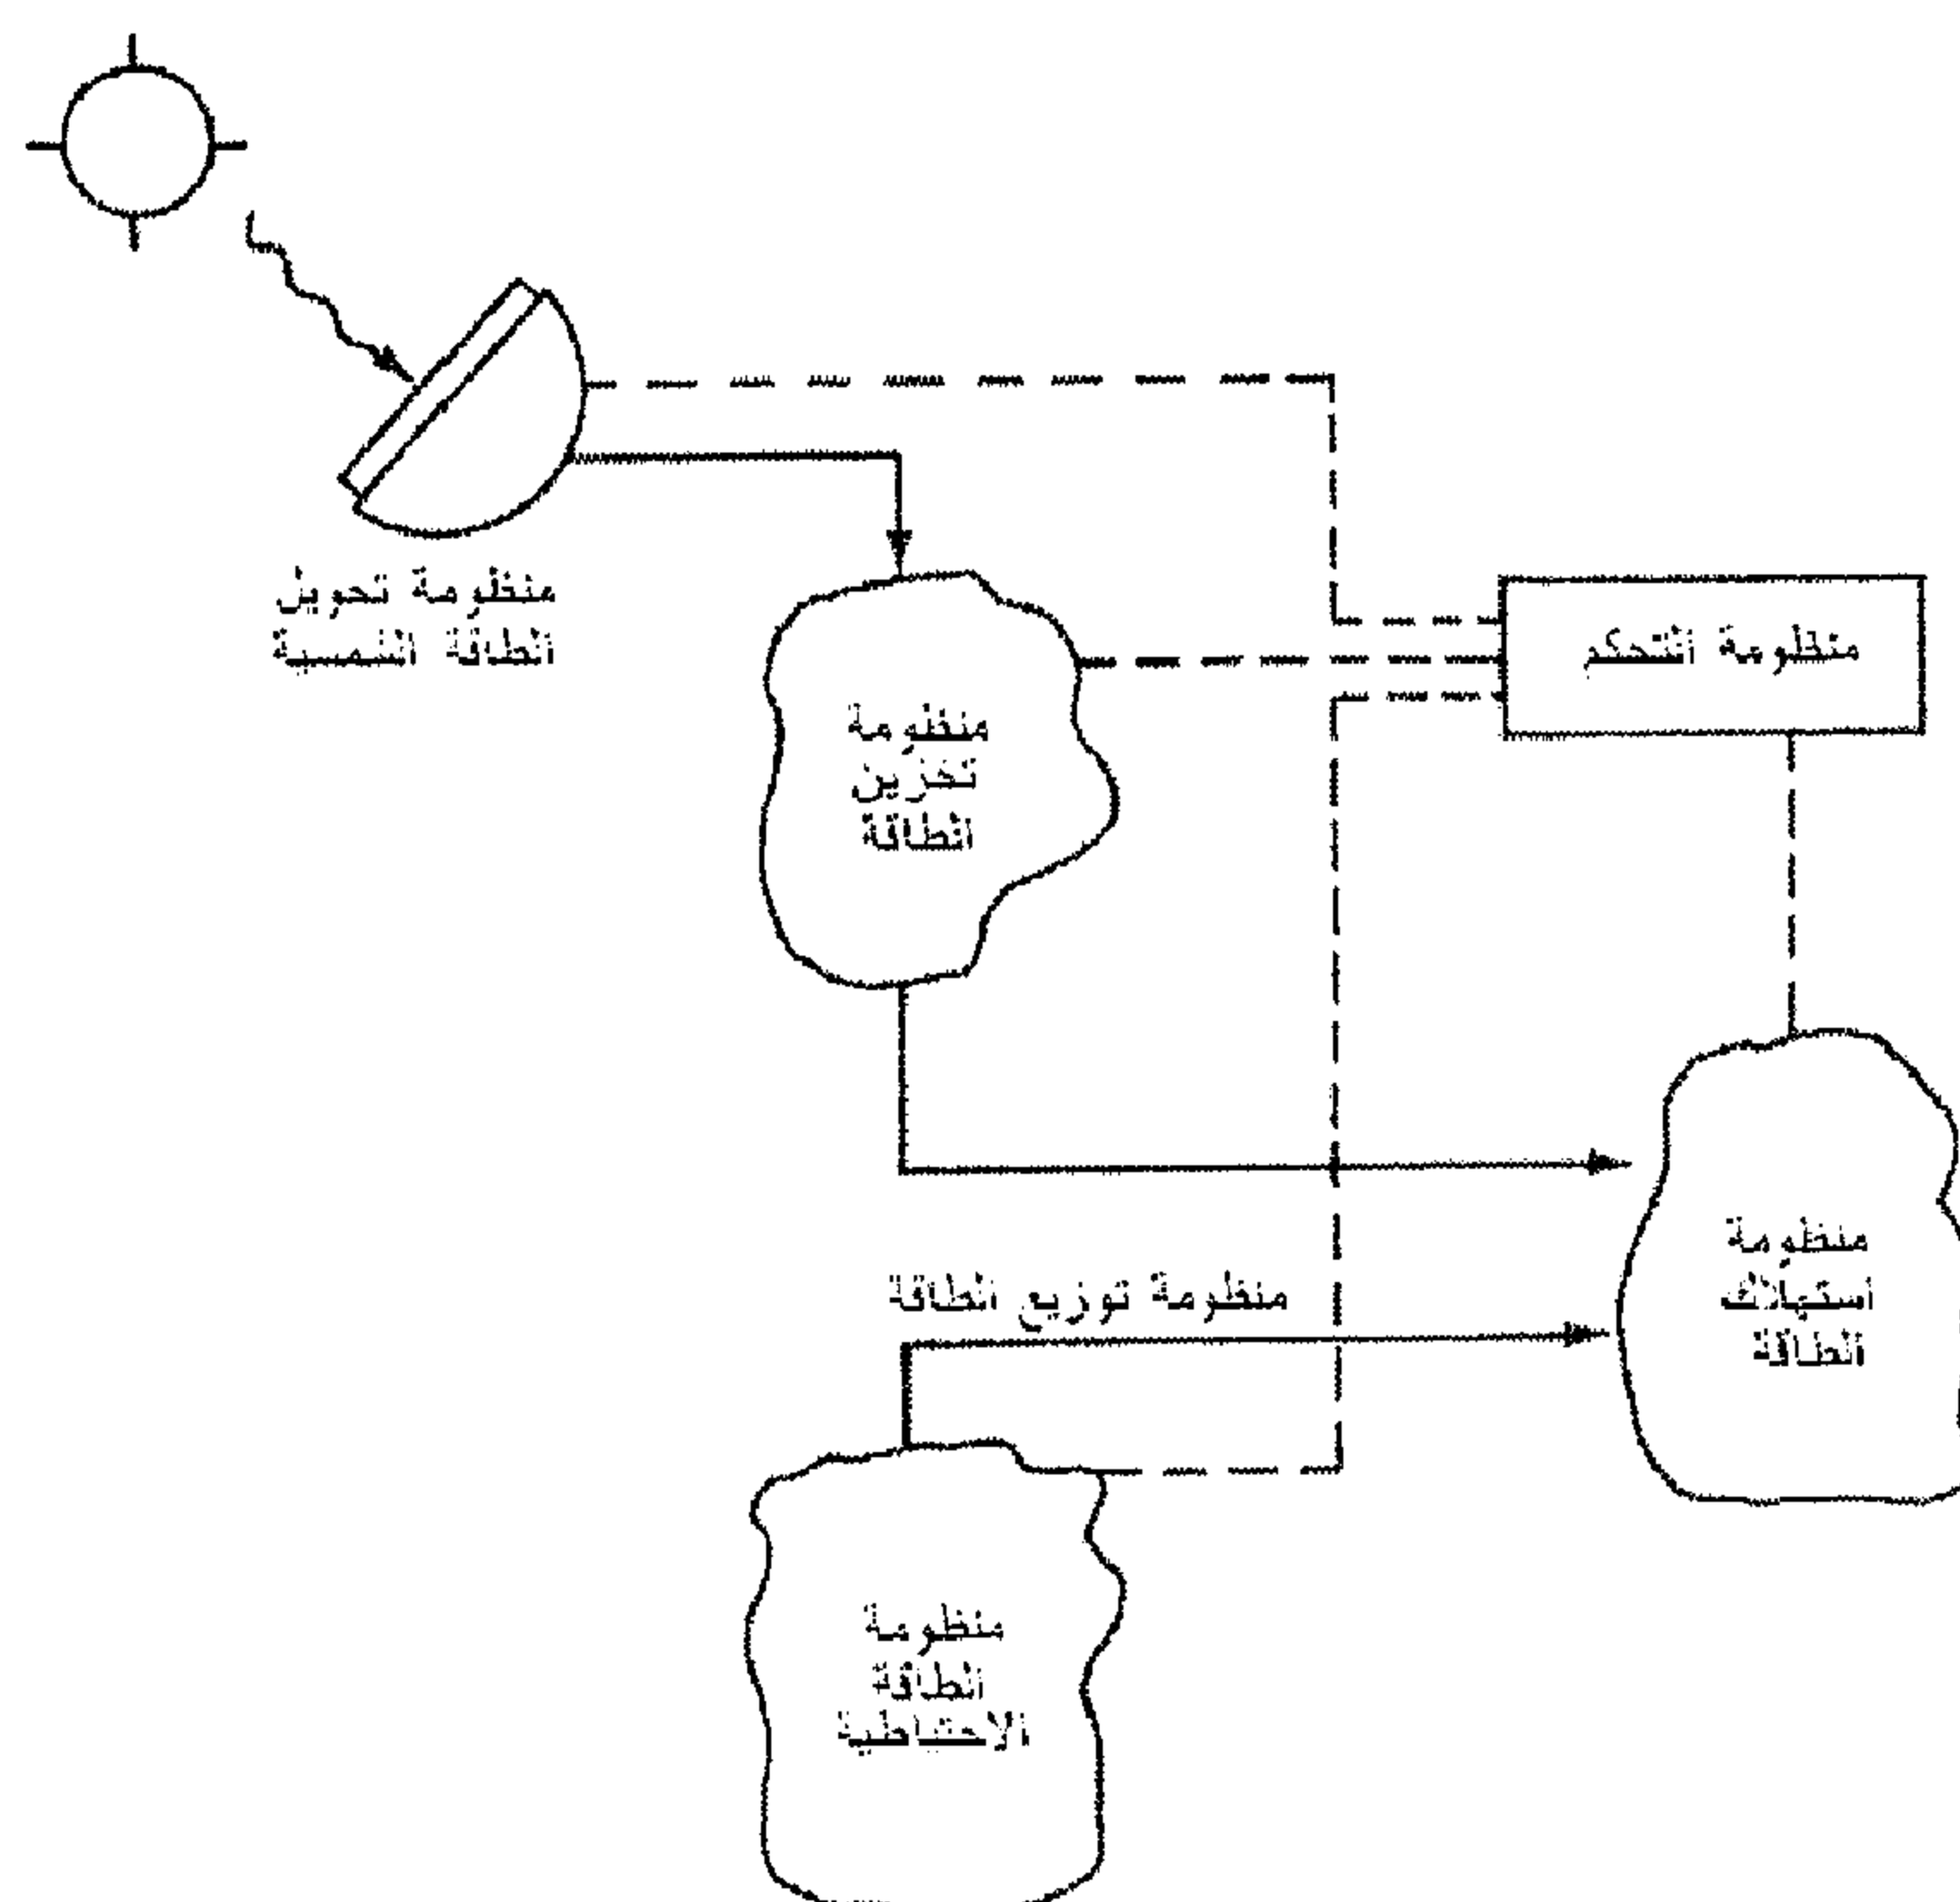 منظومة تحويل
الطاقة الشمسية
منظومة التحكم
منظومة
تخزين
الطاقة
منظومة
استهلاك
الطاقة
منظومة توزيع الطاقة
منظومة
الطاقة
الاحتياطية